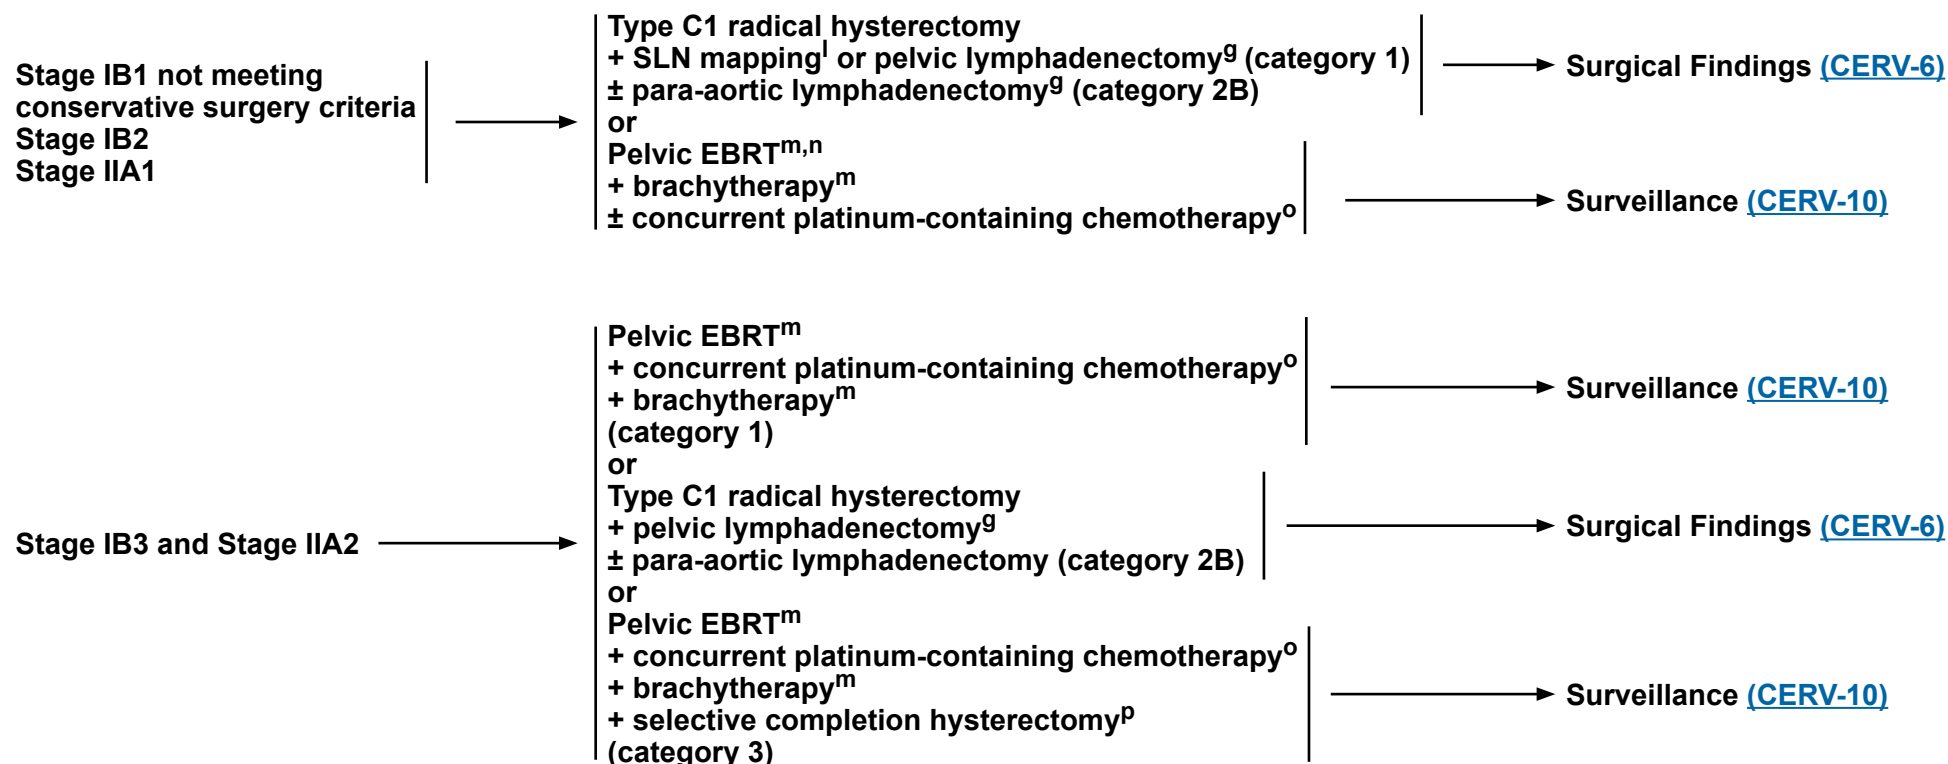 Stage IB1 not meeting
conservative surgery criteria
Stage IB2
Stage IIA1
Type C1 radical hysterectomy
+ SLN mappingˡ or pelvic lymphadenectomyᵍ (category 1)
± para-aortic lymphadenectomyᵍ (category 2B)
or
Pelvic EBRTᵐ,ⁿ
+ brachytherapyᵐ
± concurrent platinum-containing chemotherapyᵒ
Surgical Findings (CERV-6)
Surveillance (CERV-10)
Stage IB3 and Stage IIA2
Pelvic EBRTᵐ
+ concurrent platinum-containing chemotherapyᵒ
+ brachytherapyᵐ
(category 1)
or
Type C1 radical hysterectomy
+ pelvic lymphadenectomyᵍ
± para-aortic lymphadenectomy (category 2B)
or
Pelvic EBRTᵐ
+ concurrent platinum-containing chemotherapyᵒ
+ brachytherapyᵐ
+ selective completion hysterectomyᵖ
(category 3)
Surveillance (CERV-10)
Surgical Findings (CERV-6)
Surveillance (CERV-10)